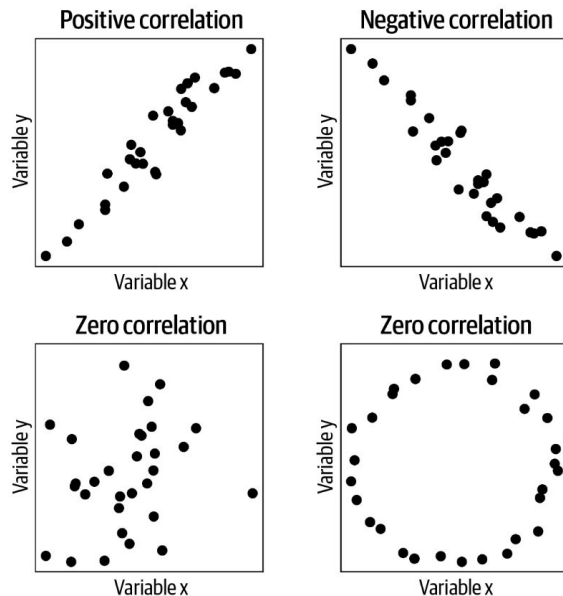 Positive correlation
Variable y
Variable x
Negative correlation
Variable y
Variable x
Zero correlation
Variable y
Variable x
Zero correlation
Variable y
Variable x